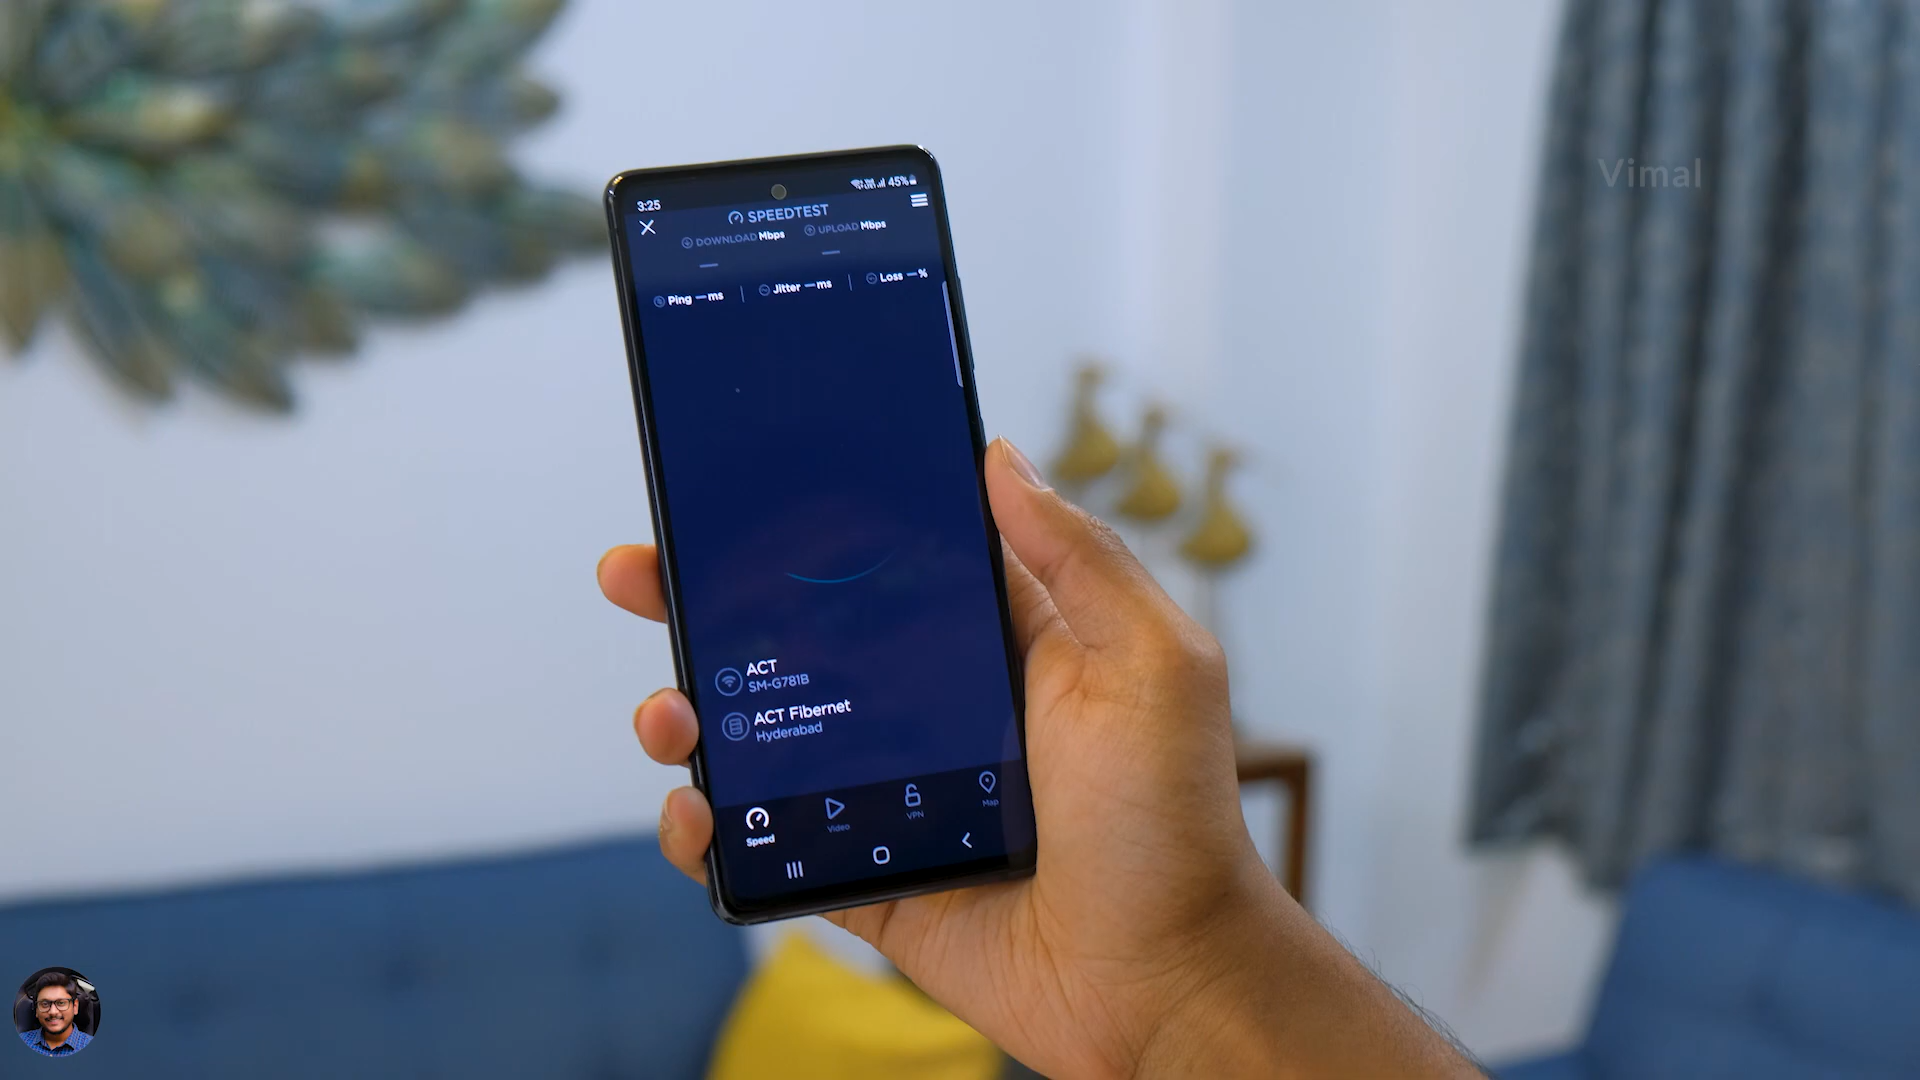 Vimal
3:25
45%
SPEEDTEST
DOWNLOAD Mbps
UPLOAD Mbps
—
—
Ping — ms
Jitter — ms
Loss — %
ACT
SM-G781B
ACT Fibernet
Hyderabad
Speed
Video
VPN
Map